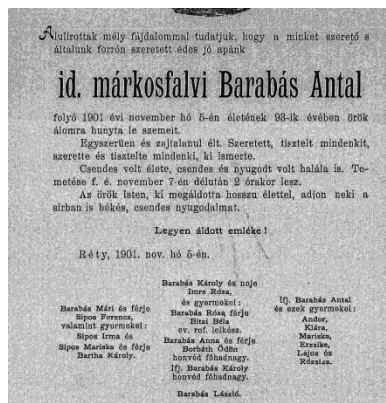 Alulirottak mély fájdalommal tudatjuk, hogy a minket szerető s
általunk forrón szeretett édes jó apánk
id. márkosfalvi Barabás Antal
folyó 1901 évi november hó 5-én életének 93-ik évében örök
álomra hunyta le szemeit.
Egyszerüen és zajtalanul élt. Szeretett, tisztelt mindenkit,
szerette és tisztelte mindenki, ki ismerte.
Csendes volt élete, csendes és nyugodt volt halála is. Te-
metése f. é. november 7-én délután 2 órakor lesz.
Az örök Isten, ki megáldotta hosszu élettel, adjon neki a
sirban is békés, csendes nyugodalmat.
Legyen áldott emléke!
Réty, 1901. nov. hó 5-én.
Barabás Mári és férje
Sipos Ferencz,
valamint gyermekei:
Sipos Irma és
Sipos Mariska és férje
Bartha Károly.
Barabás Károly és neje
Imre Róza,
és gyermekei:
Barabás Róza férje
Bitai Béla
ev. ref. lelkész.
Barabás Anna és férje
Borbáth Ödön
honvéd főhadnagy.
Ifj. Barabás Károly
honvéd főhadnagy.
Barabás László.
Ifj. Barabás Antal
és ezek gyermekei:
Andor,
Klára,
Mariska,
Erzsike,
Lajos és
Rózsika.